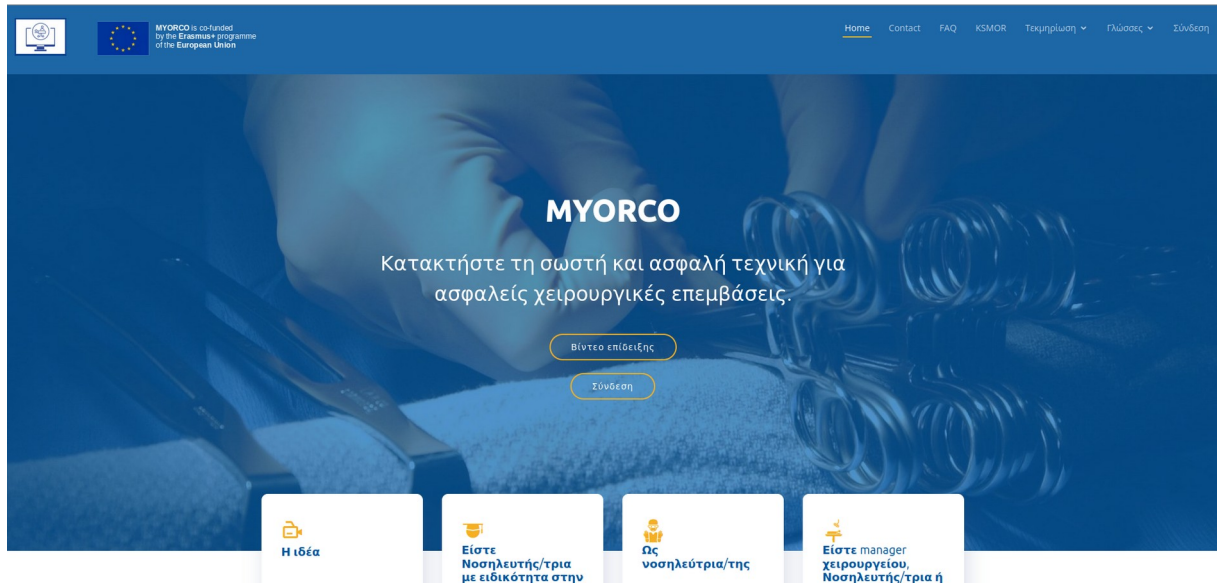 MYORCO is co-funded
by the Erasmus+ programme
of the European Union
Home Contact FAQ KSMOR Τεκμηρίωση Γλώσσες Σύνδεση
MYORCO
Κατακτήστε τη σωστή και ασφαλή τεχνική για
ασφαλείς χειρουργικές επεμβάσεις.
Βίντεο επίδειξης
Σύνδεση
Η ιδέα
Είστε
Νοσηλευτής/τρια
με ειδικότητα στην
Ως
νοσηλεύτρια/της
Είστε manager
χειρουργείου,
Νοσηλευτής/τρια ή